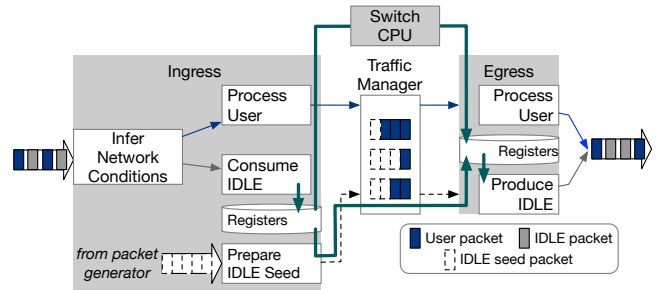 Switch
CPU
Ingress
Traffic
Manager
Egress
Process
User
Process
User
Infer
Network
Conditions
Consume
IDLE
Registers
Registers
Produce
IDLE
from packet
generator
Prepare
IDLE Seed
User packet
IDLE packet
IDLE seed packet